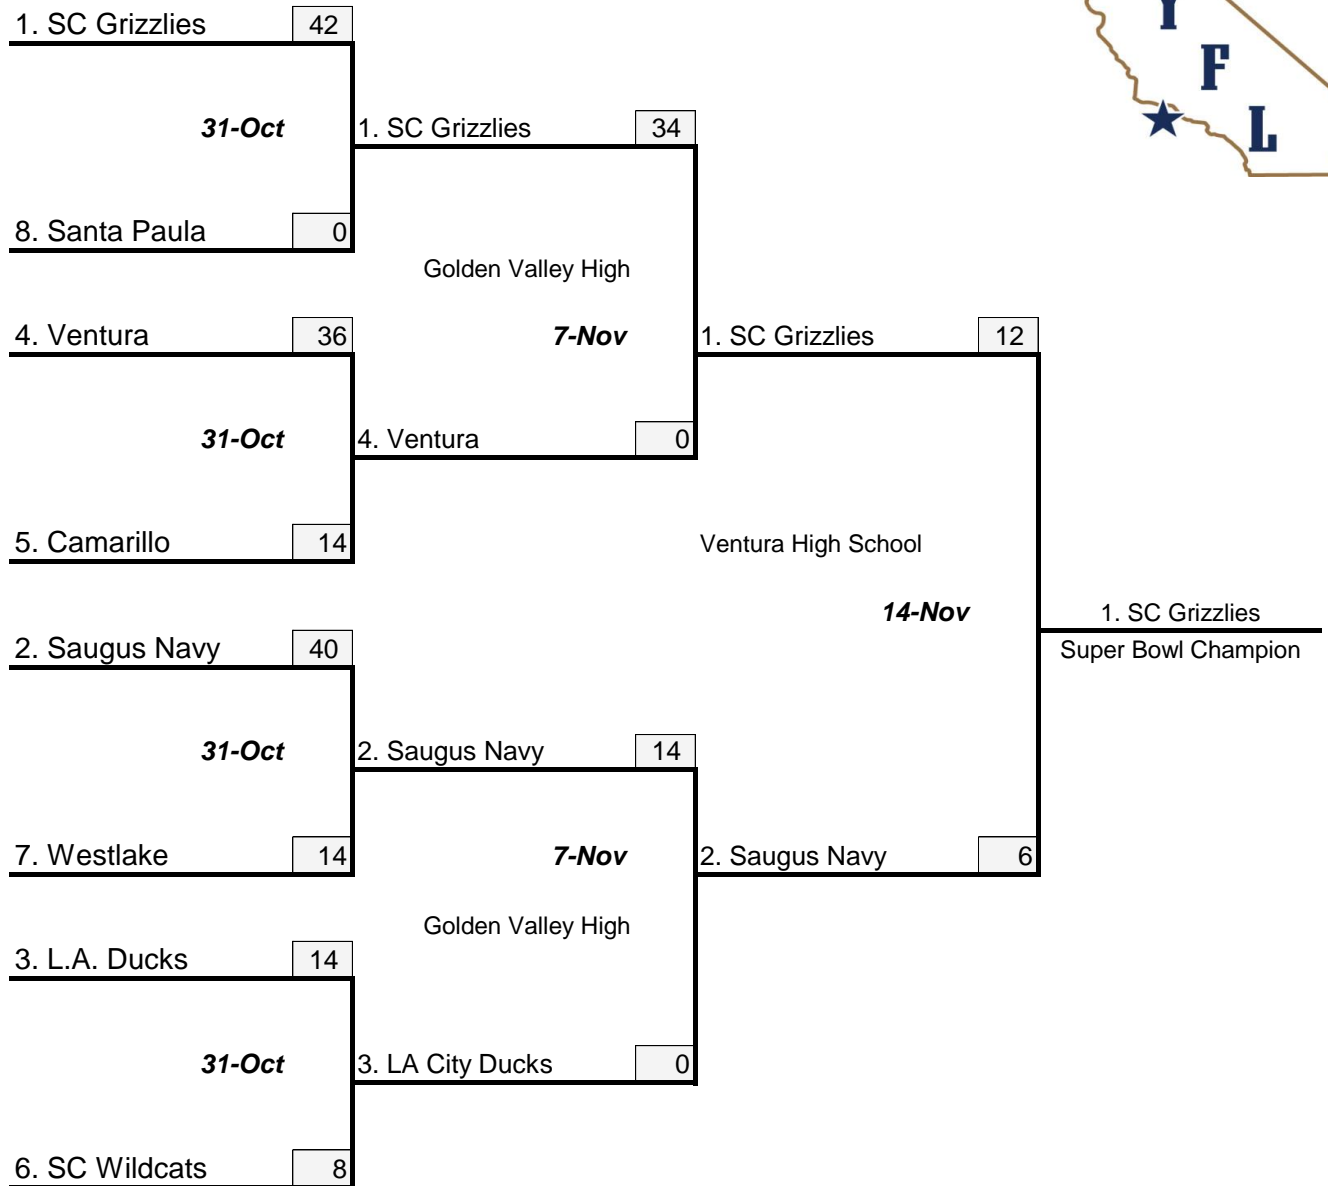 1. SC Grizzlies 42
Y
F
L
31-Oct 1. SC Grizzlies 34
8. Santa Paula 0
Golden Valley High
4. Ventura 36 7-Nov 1. SC Grizzlies 12
31-Oct 4. Ventura 0
5. Camarillo 14 Ventura High School
14-Nov 1. SC Grizzlies
2. Saugus Navy 40 Super Bowl Champion
31-Oct 2. Saugus Navy 14
7. Westlake 14 7-Nov 2. Saugus Navy 6
Golden Valley High
3. L.A. Ducks 14
31-Oct 3. LA City Ducks 0
6. SC Wildcats 8